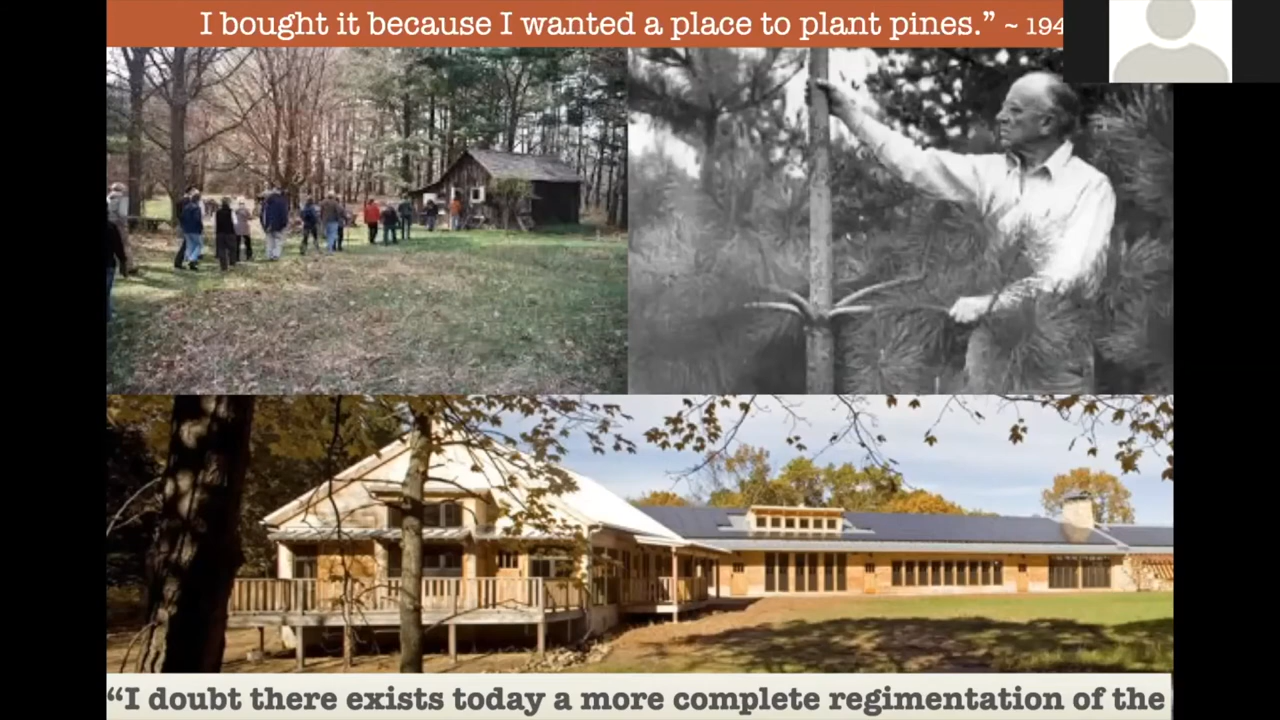 I bought it because I wanted a place to plant pines.” ~ 194
“I doubt there exists today a more complete regimentation of the